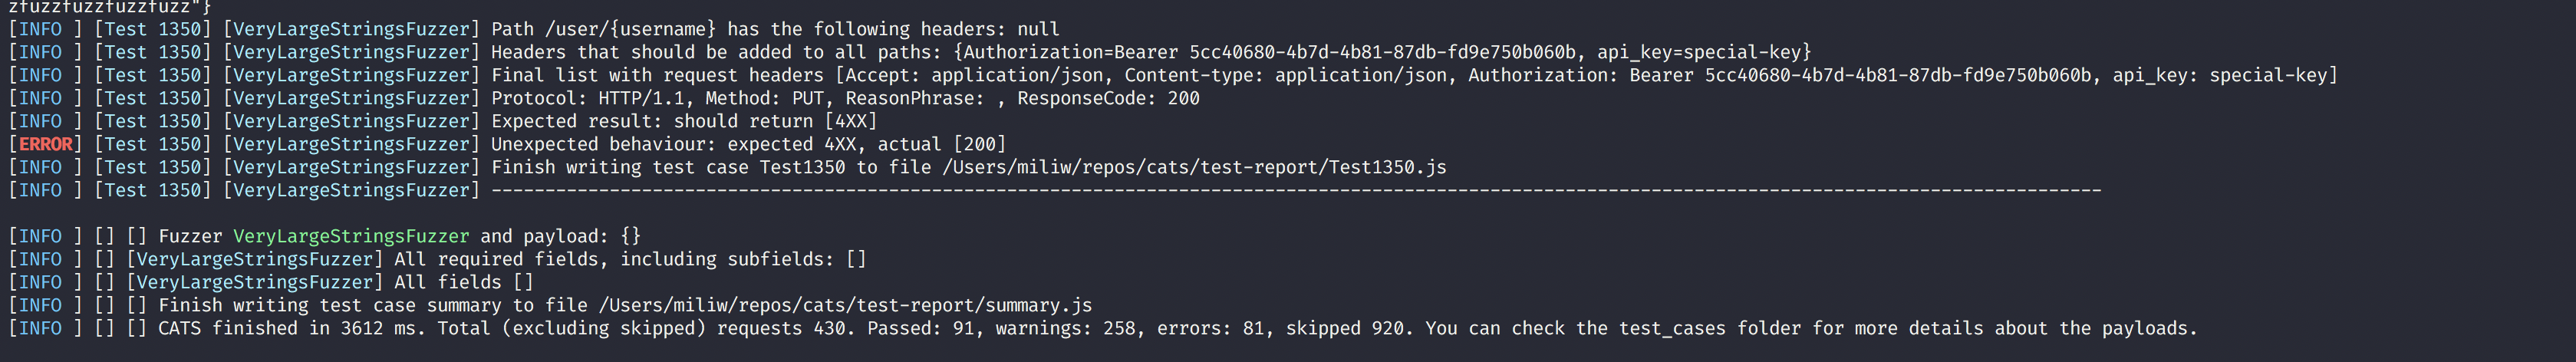 zfuzzfuzzfuzzfuzz"}
[INFO ] [Test 1350] [VeryLargeStringsFuzzer] Path /user/{username} has the following headers: null
[INFO ] [Test 1350] [VeryLargeStringsFuzzer] Headers that should be added to all paths: {Authorization=Bearer 5cc40680-4b7d-4b81-87db-fd9e750b060b, api_key=special-key}
[INFO ] [Test 1350] [VeryLargeStringsFuzzer] Final list with request headers [Accept: application/json, Content-type: application/json, Authorization: Bearer 5cc40680-4b7d-4b81-87db-fd9e750b060b, api_key: special-key]
[INFO ] [Test 1350] [VeryLargeStringsFuzzer] Protocol: HTTP/1.1, Method: PUT, ReasonPhrase: , ResponseCode: 200
[INFO ] [Test 1350] [VeryLargeStringsFuzzer] Expected result: should return [4XX]
[ERROR] [Test 1350] [VeryLargeStringsFuzzer] Unexpected behaviour: expected 4XX, actual [200]
[INFO ] [Test 1350] [VeryLargeStringsFuzzer] Finish writing test case Test1350 to file /Users/miliw/repos/cats/test-report/Test1350.js
[INFO ] [Test 1350] [VeryLargeStringsFuzzer] ------------------------------------------------------------------------------------------------------------------------------------------------------
[INFO ] [] [] Fuzzer VeryLargeStringsFuzzer and payload: {}
[INFO ] [] [VeryLargeStringsFuzzer] All required fields, including subfields: []
[INFO ] [] [VeryLargeStringsFuzzer] All fields []
[INFO ] [] [] Finish writing test case summary to file /Users/miliw/repos/cats/test-report/summary.js
[INFO ] [] [] CATS finished in 3612 ms. Total (excluding skipped) requests 430. Passed: 91, warnings: 258, errors: 81, skipped 920. You can check the test_cases folder for more details about the payloads.